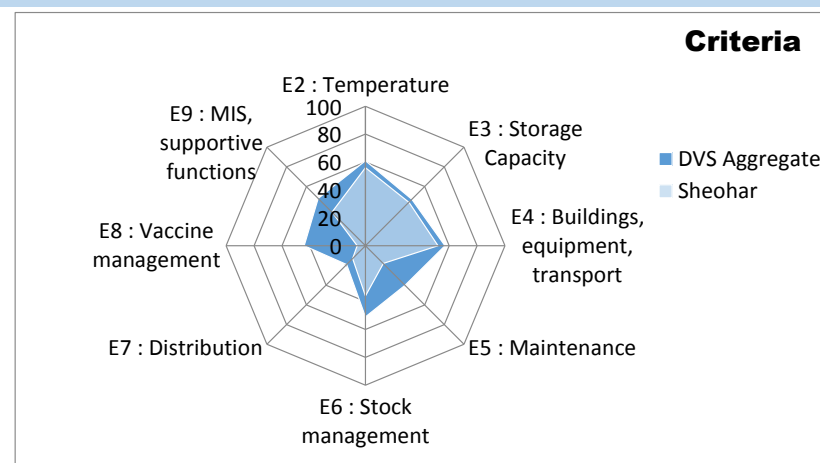 Criteria
E2 : Temperature
100
80
60
40
20
0
E3 : Storage
Capacity
E4 : Buildings,
equipment,
transport
E5 : Maintenance
E6 : Stock
management
E7 : Distribution
E8 : Vaccine
management
E9 : MIS,
supportive
functions
DVS Aggregate
Sheohar